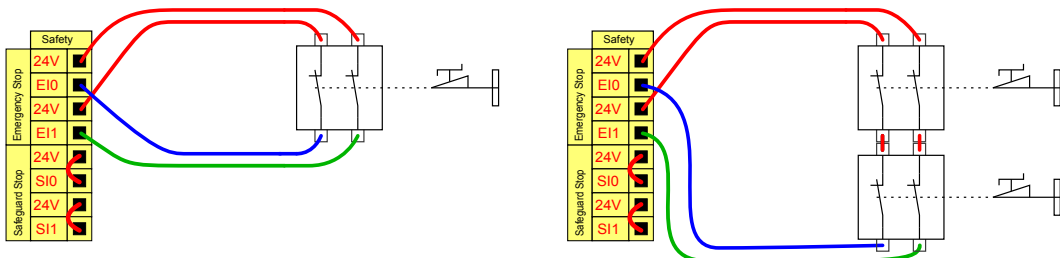 Safety
Emergency Stop
24V
EI0
24V
EI1
Safeguard Stop
24V
SI0
24V
SI1
Safety
Emergency Stop
24V
EI0
24V
EI1
Safeguard Stop
24V
SI0
24V
SI1